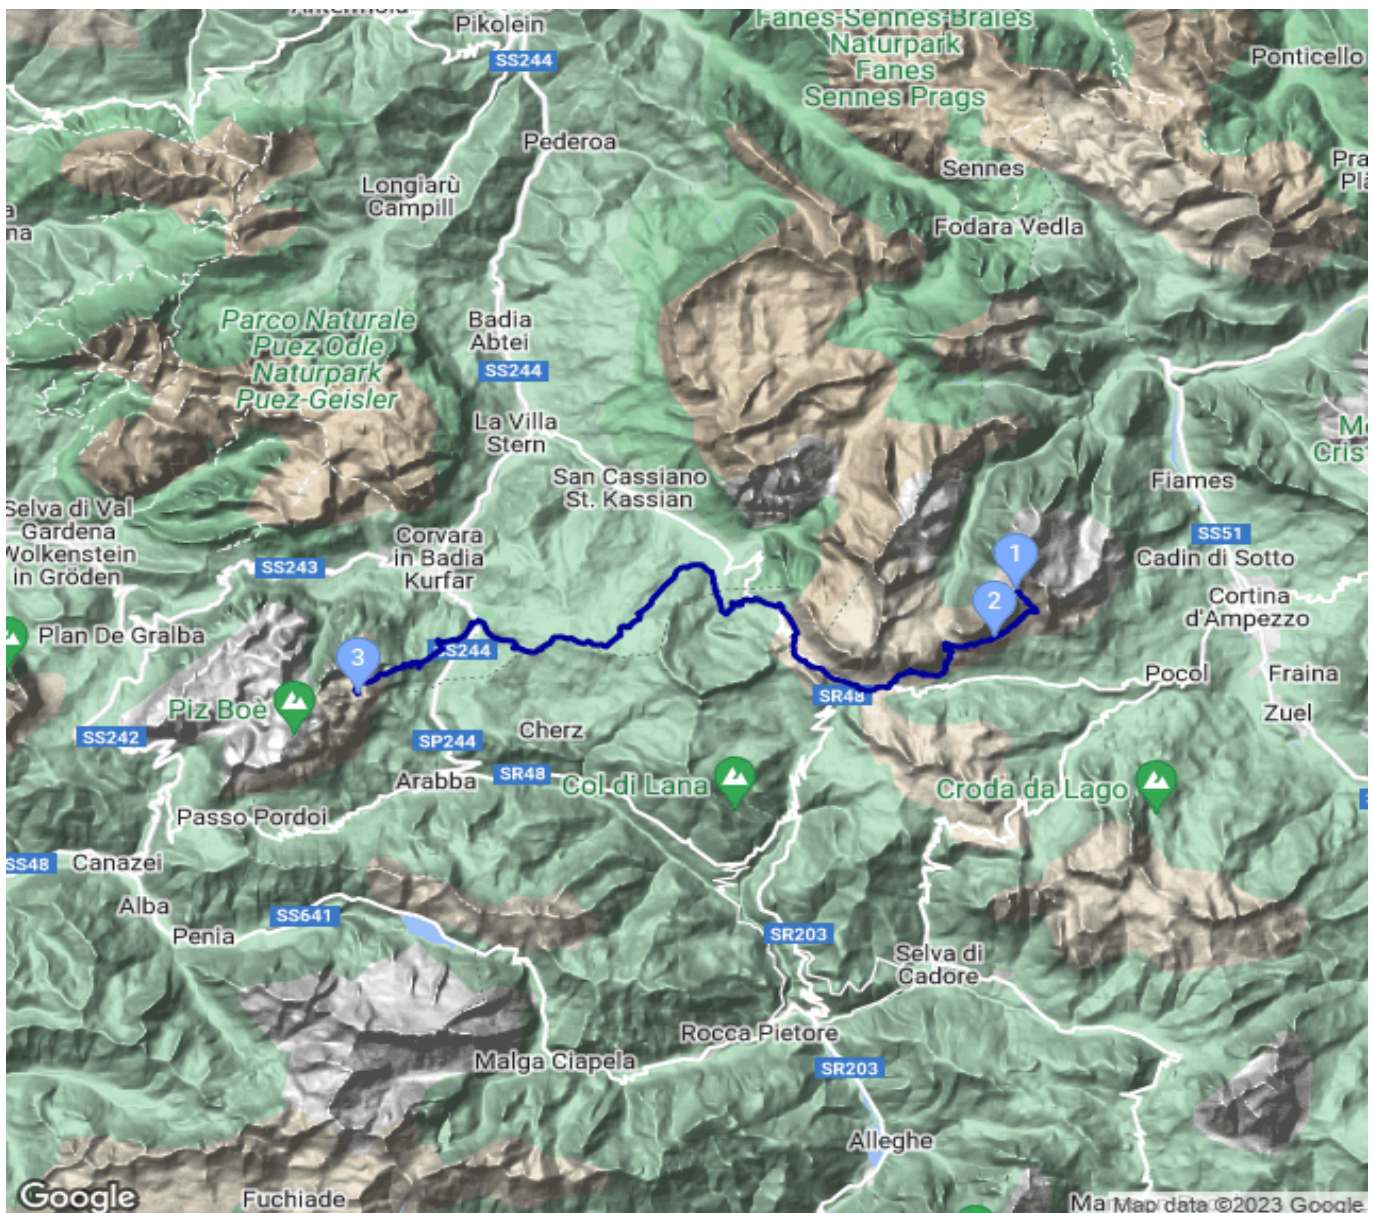 Pikolein
SS244
Fanes-Sennes-Braies
Naturpark
Fanes
Sennes Prags
Ponticello
Pederoa
Sennes
Longiarù
Campill
Fodara Vedla
Parco Naturale
Puez Odle
Naturpark
Puez-Geisler
Badia
Abtei
SS244
La Villa
Stern
San Cassiano
St. Kassian
Fiames
Selva di Val
Gardena
Wolkenstein
in Gröden
Corvara
in Badia
Kurfar
SS243
SS51
Cadin di Sotto
1
2
Cortina
d'Ampezzo
Plan De Gralba
SS244
3
Pocol
Fraina
Piz Boè
SR48
Zuel
SS242
SP244
Cherz
Arabba
SR48
Col di Lana
Croda da Lago
Passo Pordoi
SS48
Canazei
Alba
SS641
Penia
SR203
Selva di
Cadore
Rocca Pietore
Malga Ciapela
SR203
Alleghe
Google
Fuchiade
Map data ©2023 Google